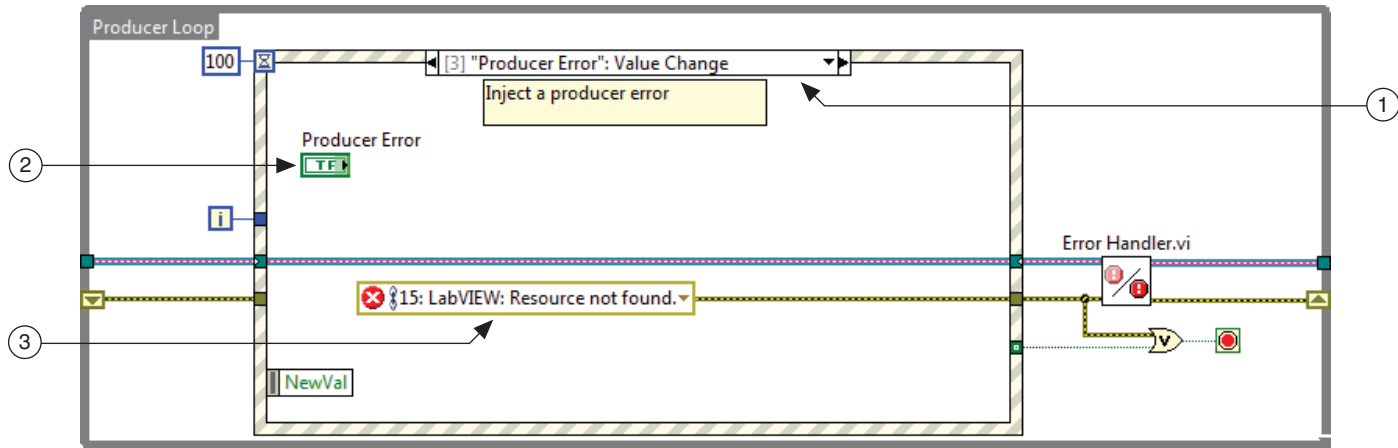 Producer Loop
100
[3] "Producer Error": Value Change
Inject a producer error
1
Producer Error
2
TF
i
Error Handler.vi
15: LabVIEW: Resource not found.
3
V
NewVal